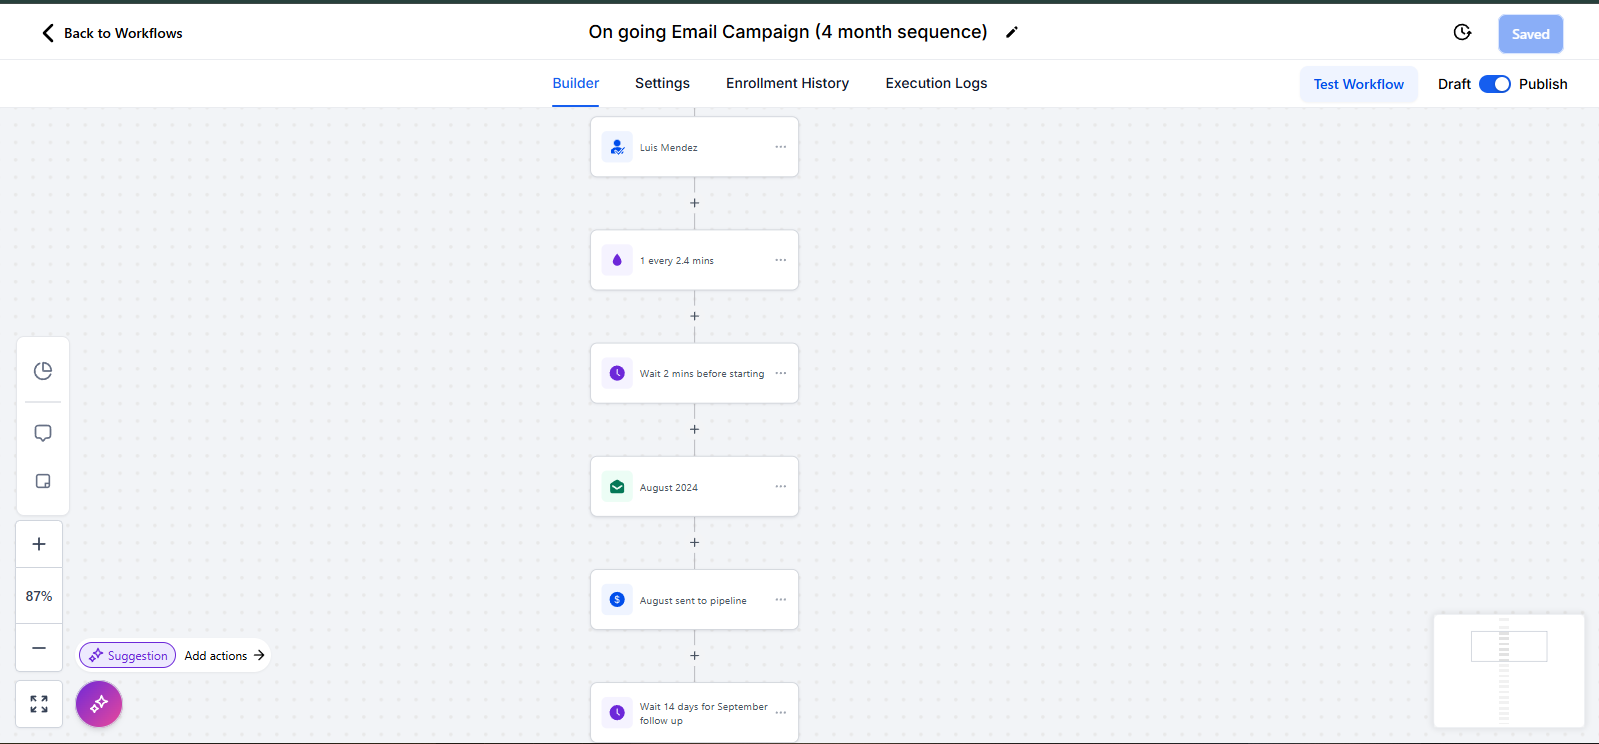 Back to Workflows
On going Email Campaign (4 month sequence)
Saved
Builder
Settings
Enrollment History
Execution Logs
Test Workflow
Draft
Publish
Luis Mendez
1 every 2.4 mins
Wait 2 mins before starting
August 2024
August sent to pipeline
Wait 14 days for September
follow up
87%
Suggestion
Add actions